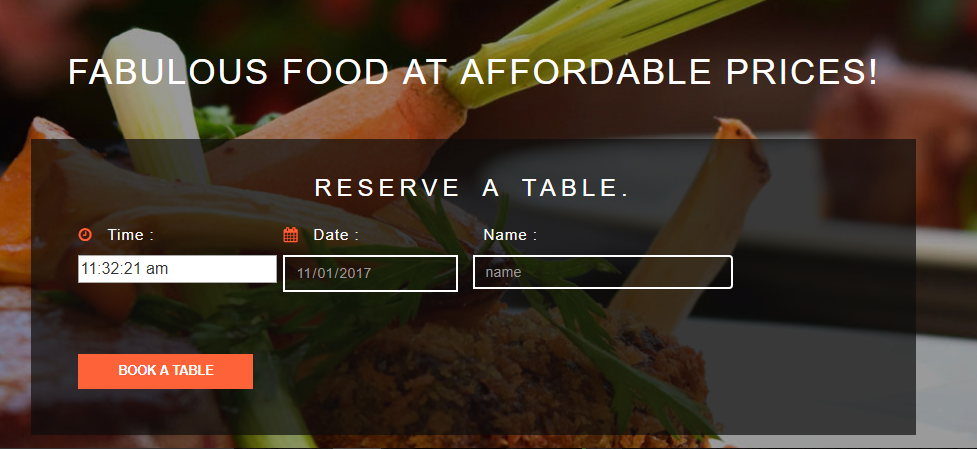 FABULOUS FOOD AT AFFORDABLE PRICES!
RESERVE A TABLE.
Time : Date : Name :
11:32:21 am 11/01/2017 name
BOOK A TABLE